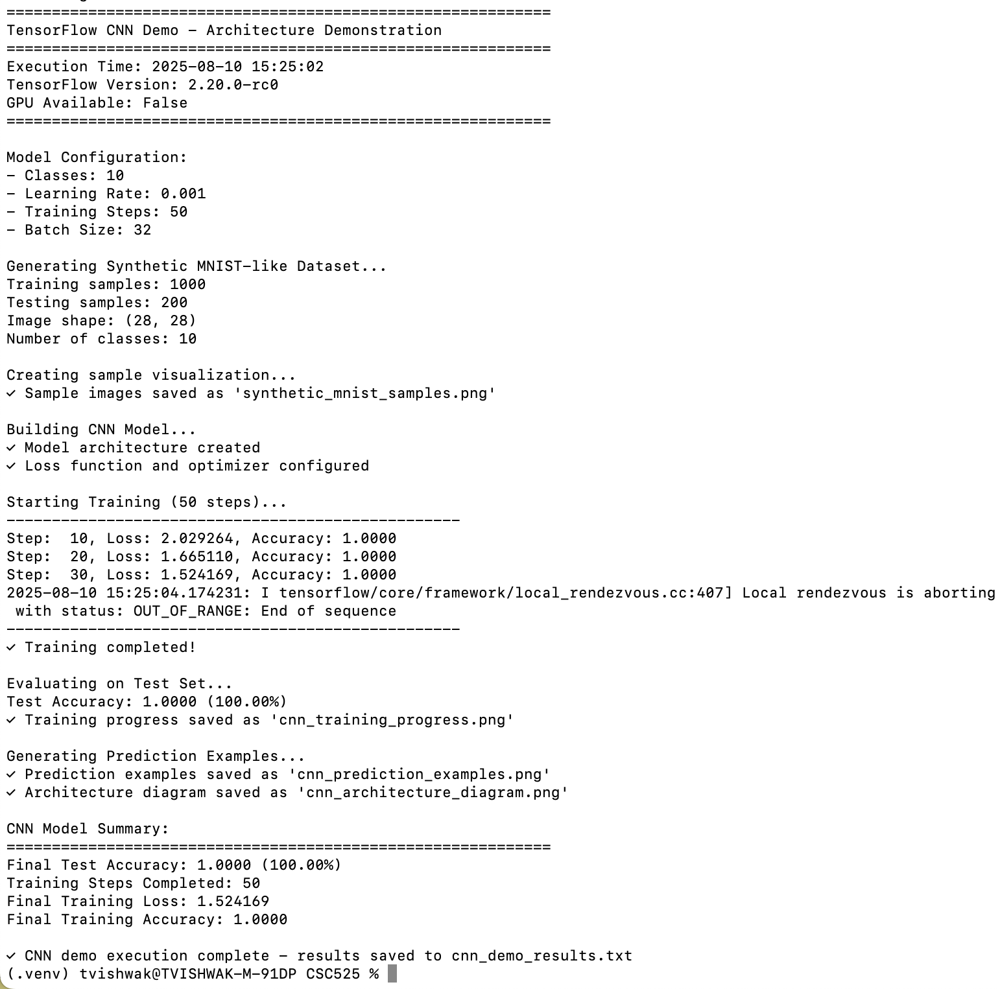 ============================================================
TensorFlow CNN Demo - Architecture Demonstration
============================================================
Execution Time: 2025-08-10 15:25:02
TensorFlow Version: 2.20.0-rc0
GPU Available: False
============================================================
Model Configuration:
- Classes: 10
- Learning Rate: 0.001
- Training Steps: 50
- Batch Size: 32
Generating Synthetic MNIST-like Dataset...
Training samples: 1000
Testing samples: 200
Image shape: (28, 28)
Number of classes: 10
Creating sample visualization...
✓ Sample images saved as 'synthetic_mnist_samples.png'
Building CNN Model...
✓ Model architecture created
✓ Loss function and optimizer configured
Starting Training (50 steps)...
--------------------------------------------------
Step:  10, Loss: 2.029264, Accuracy: 1.0000
Step:  20, Loss: 1.665110, Accuracy: 1.0000
Step:  30, Loss: 1.524169, Accuracy: 1.0000
2025-08-10 15:25:04.174231: I tensorflow/core/framework/local_rendezvous.cc:407] Local rendezvous is aborting
 with status: OUT_OF_RANGE: End of sequence
--------------------------------------------------
✓ Training completed!
Evaluating on Test Set...
Test Accuracy: 1.0000 (100.00%)
✓ Training progress saved as 'cnn_training_progress.png'
Generating Prediction Examples...
✓ Prediction examples saved as 'cnn_prediction_examples.png'
✓ Architecture diagram saved as 'cnn_architecture_diagram.png'
CNN Model Summary:
============================================================
Final Test Accuracy: 1.0000 (100.00%)
Training Steps Completed: 50
Final Training Loss: 1.524169
Final Training Accuracy: 1.0000
✓ CNN demo execution complete - results saved to cnn_demo_results.txt
(.venv) tvishwak@TVISHWAK-M-91DP CSC525 %